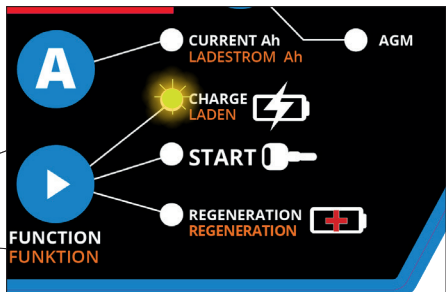 A
CURRENT Ah
LADESTROM Ah
AGM
CHARGE
LADEN
START
REGENERATION
REGENERATION
FUNCTION
FUNKTION